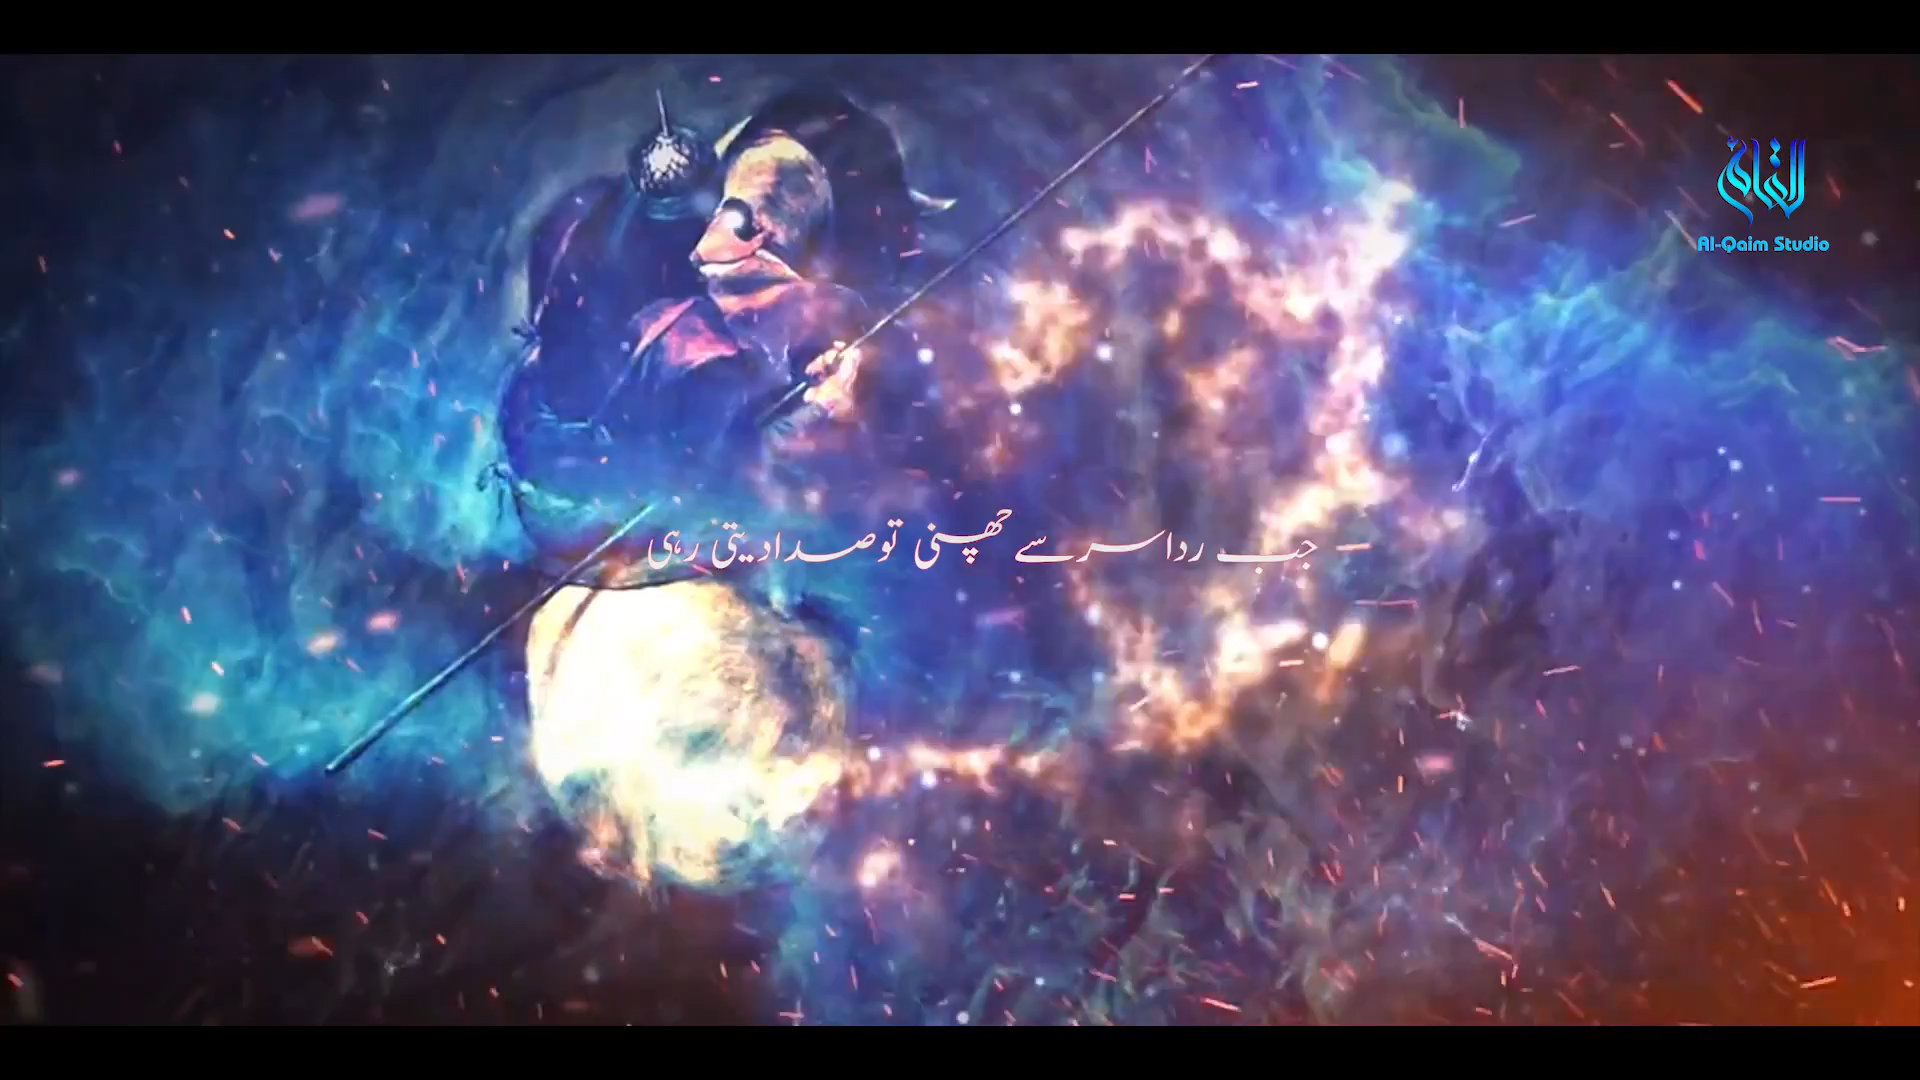 القائم
Al-Qaim Studio
جب ردا سر سے چھنی تو صدا دیتی رہی